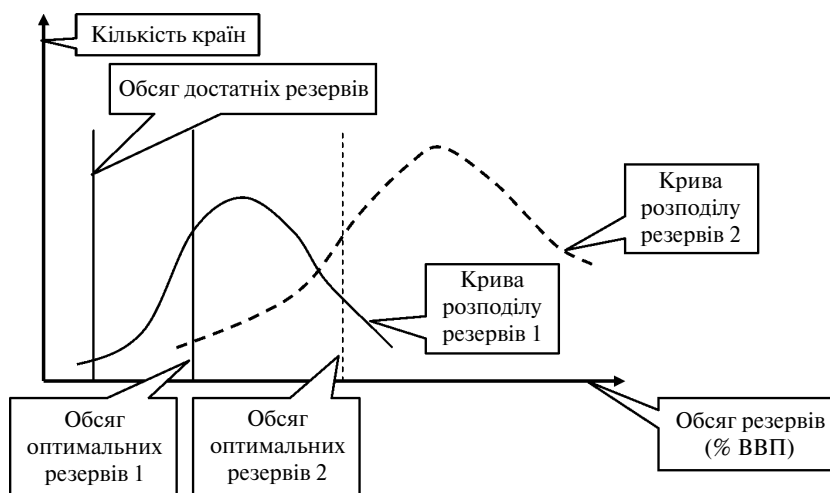 Кількість країн
Обсяг достатніх резервів
Крива
розподілу
резервів 2
Крива
розподілу
резервів 1
Обсяг
оптимальних
резервів 1
Обсяг
оптимальних
резервів 2
Обсяг резервів
(% ВВП)